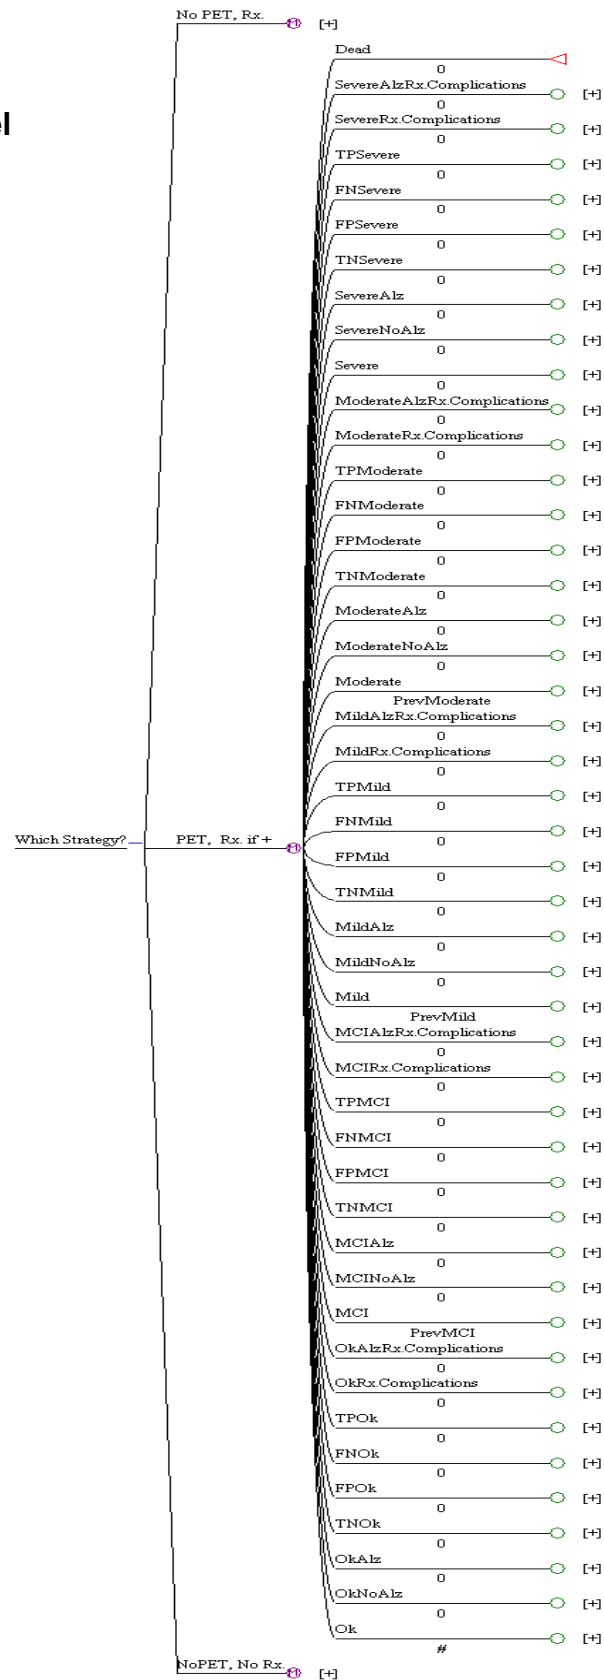 No PET, Rx.
M [+]
Dead
0
SevereAlzRx.Complications
[+]
0
SevereRx.Complications
[+]
0
TPSevere
[+]
0
FNSevere
[+]
0
FPSevere
[+]
0
TNSevere
[+]
0
SevereAlz
[+]
0
SevereNoAlz
[+]
0
Severe
[+]
0
ModerateAlzRx.Complications
[+]
0
ModerateRx.Complications
[+]
0
TPModerate
[+]
0
FNModerate
[+]
0
FPModerate
[+]
0
TNModerate
[+]
0
ModerateAlz
[+]
0
ModerateNoAlz
[+]
0
Moderate
[+]
PrevModerate
MildAlzRx.Complications
[+]
0
MildRx.Complications
[+]
0
TPMild
[+]
0
FNMild
[+]
0
Which Strategy?
PET, Rx. if +
M
FPMild
[+]
0
TNMild
[+]
0
MildAlz
[+]
0
MildNoAlz
[+]
0
Mild
[+]
PrevMild
MCIAlzRx.Complications
[+]
0
MCIRx.Complications
[+]
0
TPMCI
[+]
0
FNMCI
[+]
0
FPMCI
[+]
0
TNMCI
[+]
0
MCIAlz
[+]
0
MCINoAlz
[+]
0
MCI
[+]
PrevMCI
OkAlzRx.Complications
[+]
0
OkRx.Complications
[+]
0
TPOk
[+]
0
FNOk
[+]
0
FPOk
[+]
0
TNOk
[+]
0
OkAlz
[+]
0
OkNoAlz
[+]
0
Ok
[+]
#
NoPET, No Rx.
M [+]